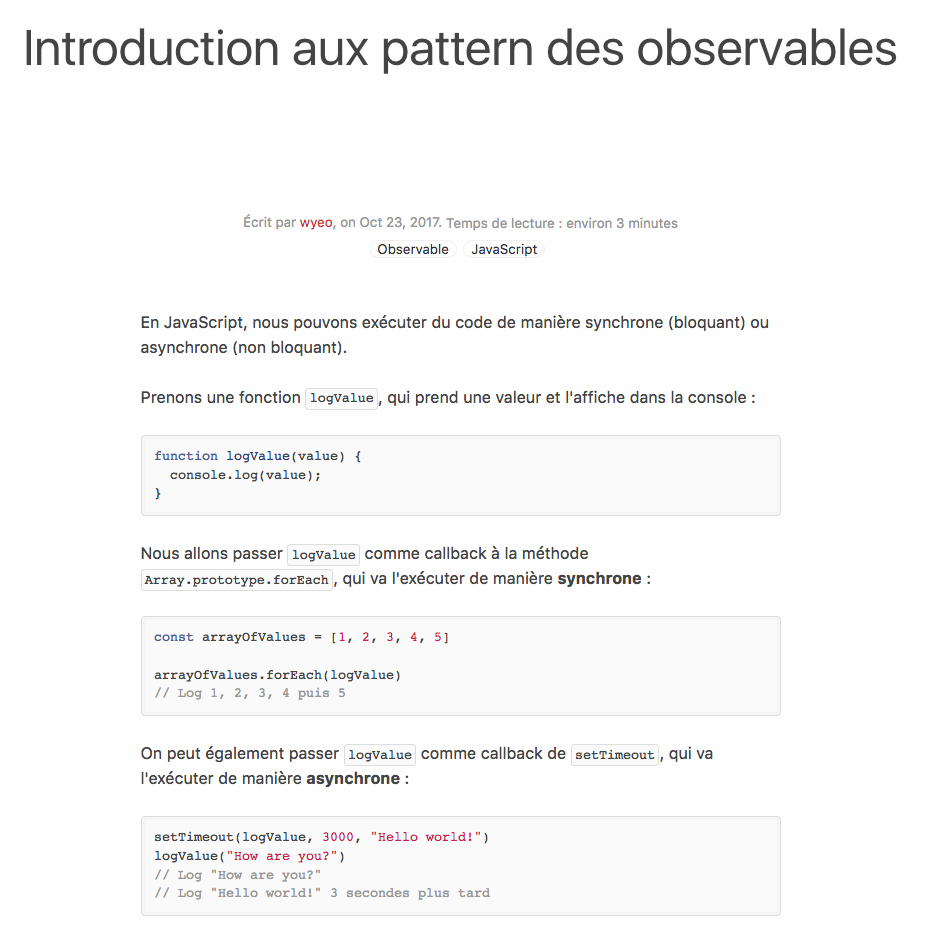 Introduction aux pattern des observables
Écrit par wyeo, on Oct 23, 2017. Temps de lecture : environ 3 minutes
Observable JavaScript
En JavaScript, nous pouvons exécuter du code de manière synchrone (bloquant) ou
asynchrone (non bloquant).
Prenons une fonction logValue, qui prend une valeur et l'affiche dans la console :
function logValue(value) {
  console.log(value);
}
Nous allons passer logValue comme callback à la méthode
Array.prototype.forEach, qui va l'exécuter de manière synchrone :
const arrayOfValues = [1, 2, 3, 4, 5]
arrayOfValues.forEach(logValue)
// Log 1, 2, 3, 4 puis 5
On peut également passer logValue comme callback de setTimeout, qui va
l'exécuter de manière asynchrone :
setTimeout(logValue, 3000, "Hello world!")
logValue("How are you?")
// Log "How are you?"
// Log "Hello world!" 3 secondes plus tard